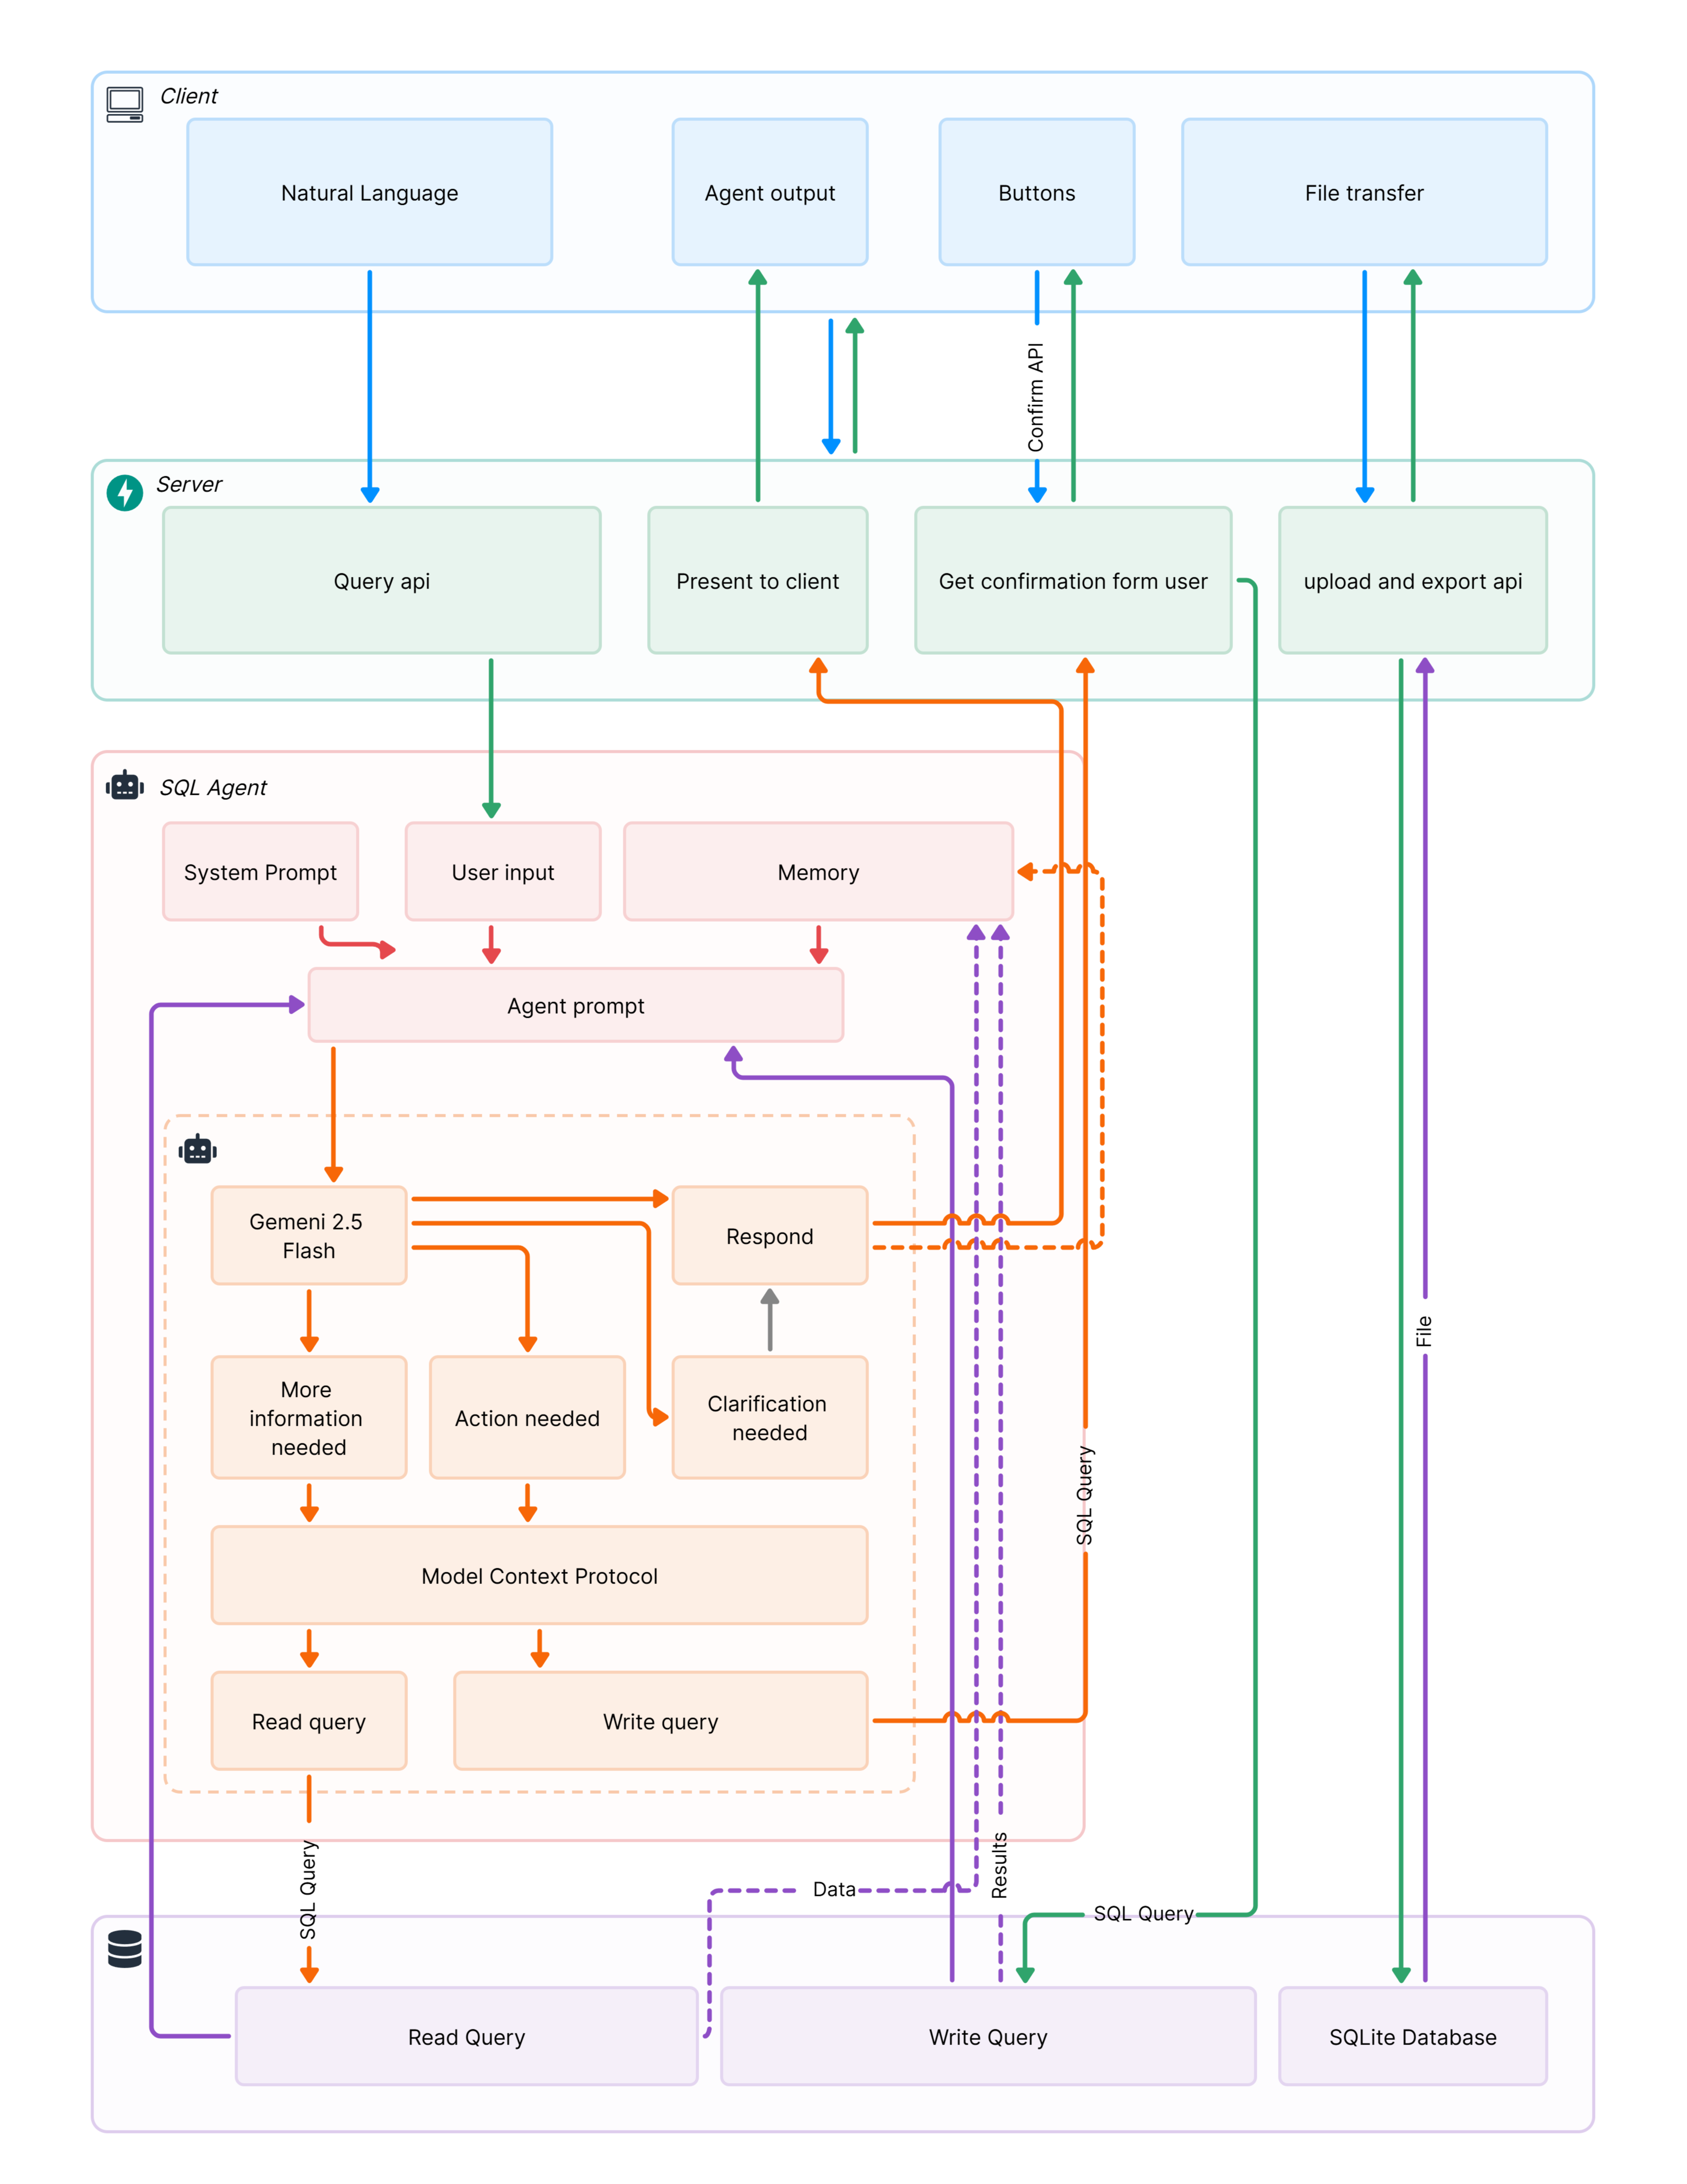 Client
Natural Language
Agent output
Buttons
File transfer
Confirm API
Server
Query api
Present to client
Get confirmation form user
upload and export api
SQL Agent
System Prompt
User input
Memory
Agent prompt
Gemeni 2.5
Flash
Respond
File
More
information
needed
Action needed
Clarification
needed
SQL Query
Model Context Protocol
Read query
Write query
SQL Query
Results
Data
SQL Query
Read Query
Write Query
SQLite Database